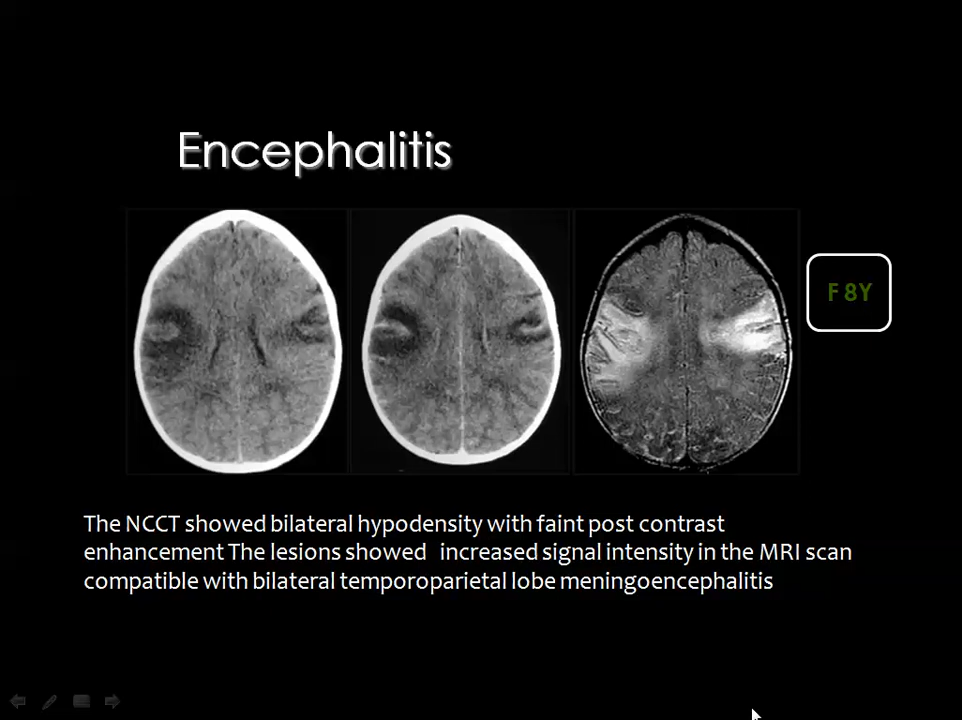 Encephalitis
F 8Y
The NCCT showed bilateral hypodensity with faint post contrast
enhancement The lesions showed increased signal intensity in the MRI scan
compatible with bilateral temporoparietal lobe meningoencephalitis